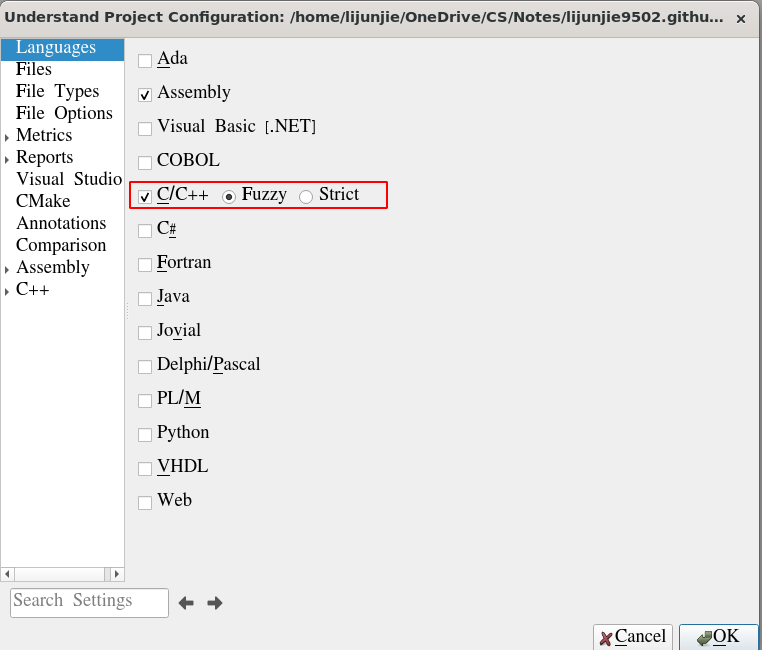 Understand Project Configuration: /home/lijunjie/OneDrive/CS/Notes/lijunjie9502.githu...
Languages
Files
File Types
File Options
Metrics
Reports
Visual Studio
CMake
Annotations
Comparison
Assembly
C++
Ada
Assembly
Visual Basic [.NET]
COBOL
C/C++ Fuzzy Strict
C#
Fortran
Java
Jovial
Delphi/Pascal
PL/M
Python
VHDL
Web
Search Settings
Cancel OK